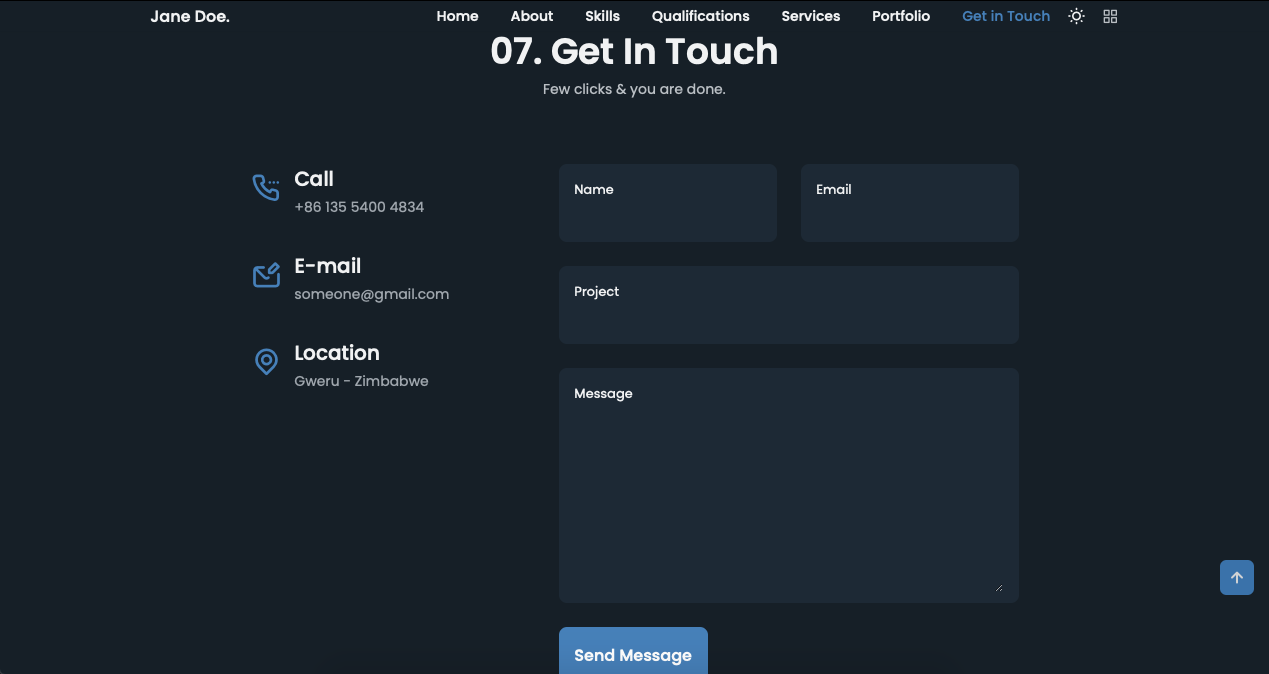 Jane Doe.
Home About Skills Qualifications Services Portfolio Get in Touch
07. Get In Touch
Few clicks & you are done.
Call
+86 135 5400 4834
E-mail
someone@gmail.com
Location
Gweru - Zimbabwe
Name
Email
Project
Message
Send Message